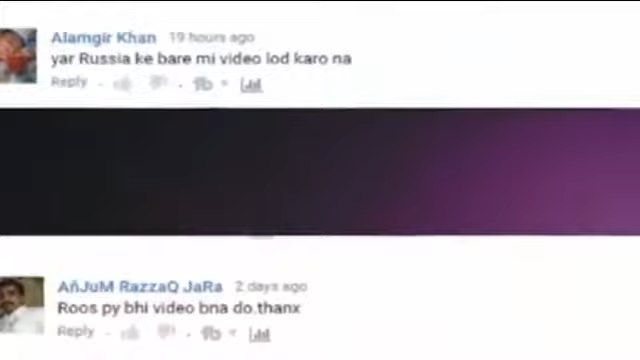 Alamgir Khan 19 hours ago
yar Russia ke bare mi video lod karo na
Reply
AñJuM RazzaQ JaRa 2 days ago
Roos py bhi video bna do.thanx
Reply